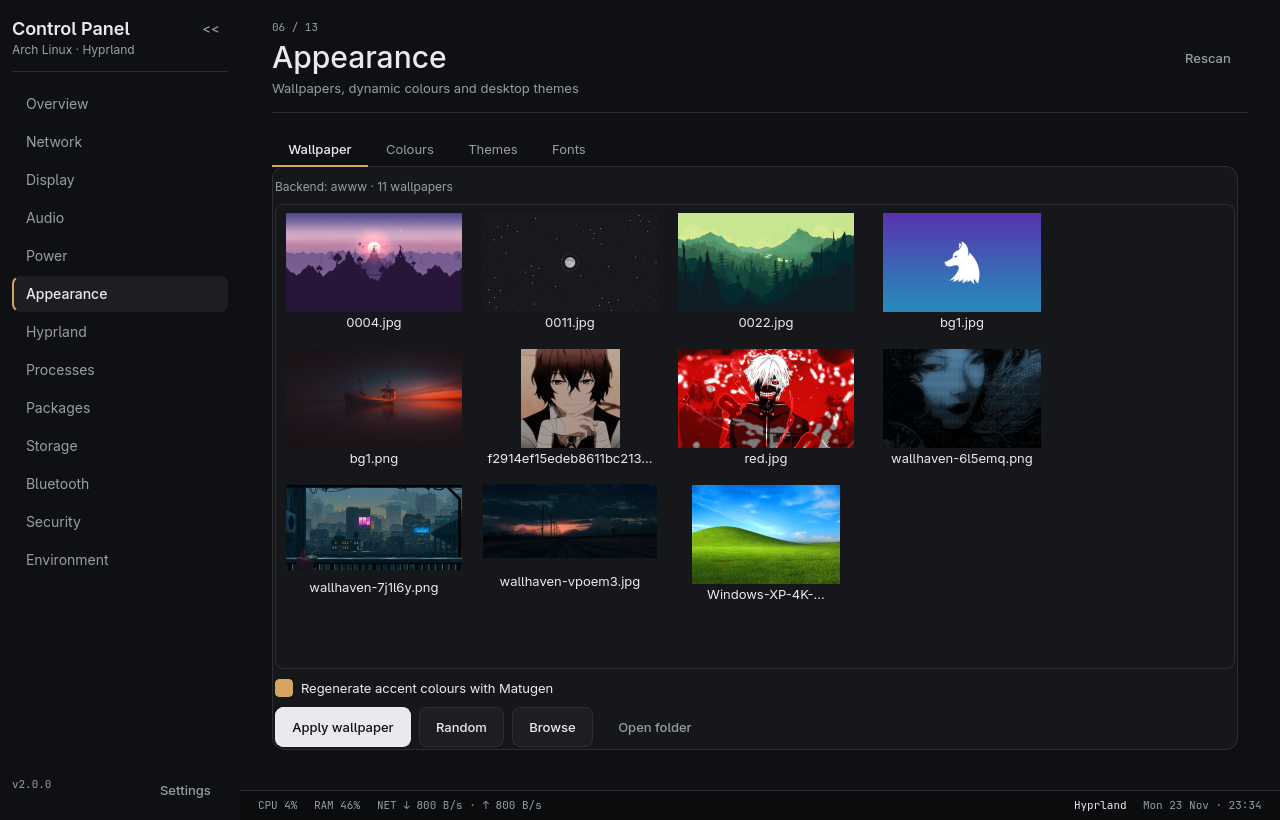 Control Panel
<<
Arch Linux · Hyprland
Overview
Network
Display
Audio
Power
Appearance
Hyprland
Processes
Packages
Storage
Bluetooth
Security
Environment
v2.0.0
Settings
06 / 13
Appearance
Wallpapers, dynamic colours and desktop themes
Rescan
Wallpaper Colours Themes Fonts
Backend: awww · 11 wallpapers
0004.jpg 0011.jpg 0022.jpg bg1.jpg
bg1.png f2914ef15edeb8611bc213... red.jpg wallhaven-6l5emq.png
wallhaven-7j1l6y.png wallhaven-vpoem3.jpg Windows-XP-4K-...
Regenerate accent colours with Matugen
Apply wallpaper Random Browse Open folder
CPU 4% RAM 46% NET ↓ 800 B/s · ↑ 800 B/s Hyprland Mon 23 Nov · 23:34